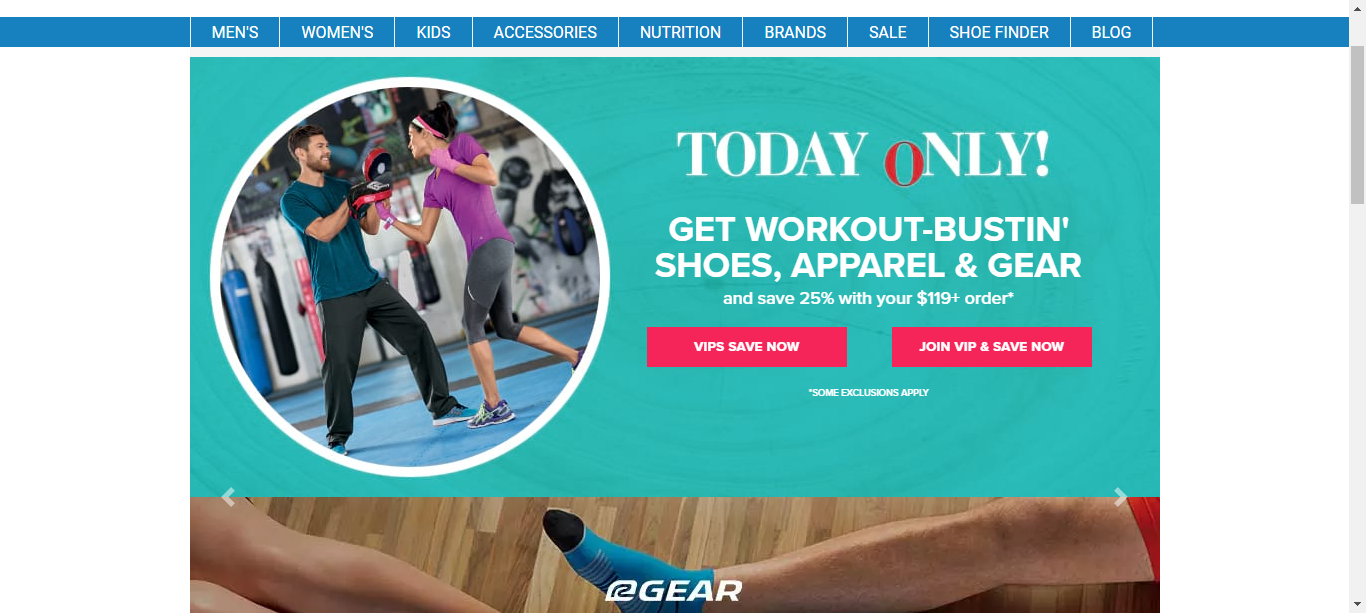 MEN'S
WOMEN'S
KIDS
ACCESSORIES
NUTRITION
BRANDS
SALE
SHOE FINDER
BLOG
TODAY ONLY!
GET WORKOUT-BUSTIN'
SHOES, APPAREL & GEAR
and save 25% with your $119+ order*
VIPS SAVE NOW
JOIN VIP & SAVE NOW
*SOME EXCLUSIONS APPLY
GEAR